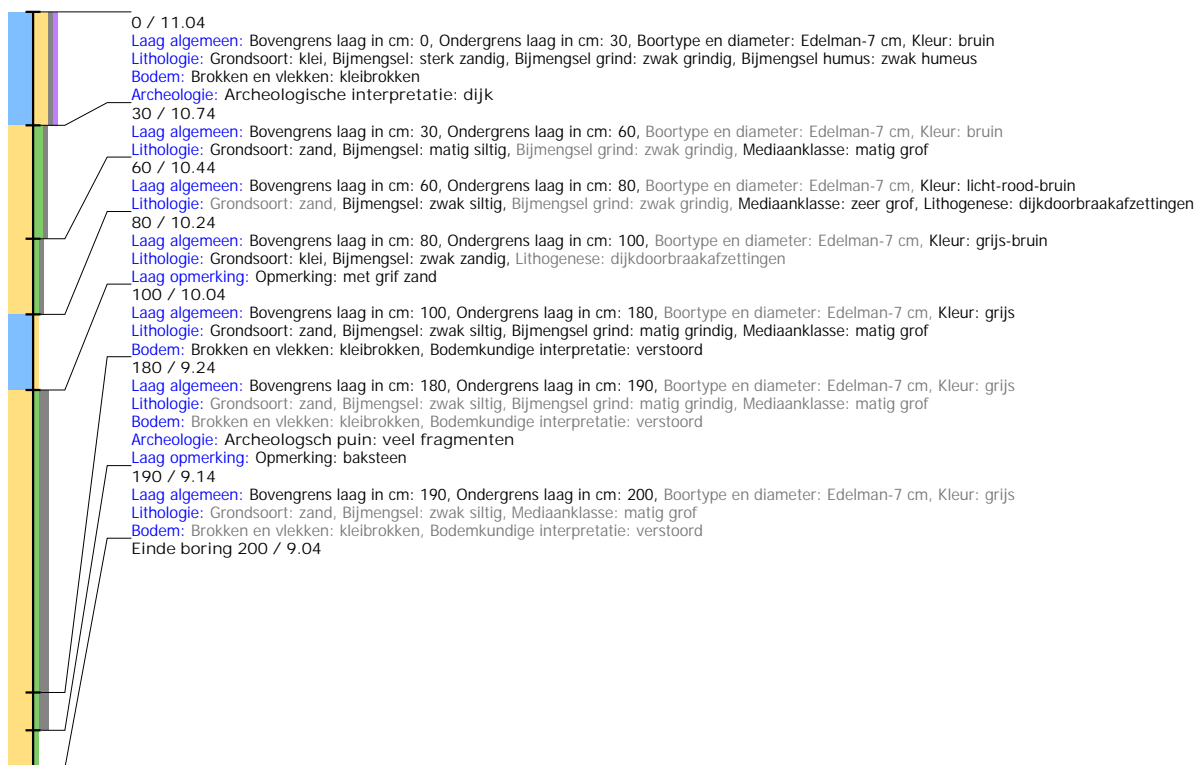 0 / 11.04
Laag algemeen: Bovengrens laag in cm: 0, Ondergrens laag in cm: 30, Boortype en diameter: Edelman-7 cm, Kleur: bruin
Lithologie: Grondsoort: klei, Bijmengsel: sterk zandig, Bijmengsel grind: zwak grindig, Bijmengsel humus: zwak humeus
Bodem: Brokken en vlekken: kleibrokken
Archeologie: Archeologische interpretatie: dijk
30 / 10.74
Laag algemeen: Bovengrens laag in cm: 30, Ondergrens laag in cm: 60, Boortype en diameter: Edelman-7 cm, Kleur: bruin
Lithologie: Grondsoort: zand, Bijmengsel: matig siltig, Bijmengsel grind: zwak grindig, Mediaanklasse: matig grof
60 / 10.44
Laag algemeen: Bovengrens laag in cm: 60, Ondergrens laag in cm: 80, Boortype en diameter: Edelman-7 cm, Kleur: licht-rood-bruin
Lithologie: Grondsoort: zand, Bijmengsel: zwak siltig, Bijmengsel grind: zwak grindig, Mediaanklasse: zeer grof, Lithogenese: dijkdoorbraakafzettingen
80 / 10.24
Laag algemeen: Bovengrens laag in cm: 80, Ondergrens laag in cm: 100, Boortype en diameter: Edelman-7 cm, Kleur: grijs-bruin
Lithologie: Grondsoort: klei, Bijmengsel: zwak zandig, Lithogenese: dijkdoorbraakafzettingen
Laag opmerking: Opmerking: met grif zand
100 / 10.04
Laag algemeen: Bovengrens laag in cm: 100, Ondergrens laag in cm: 180, Boortype en diameter: Edelman-7 cm, Kleur: grijs
Lithologie: Grondsoort: zand, Bijmengsel: zwak siltig, Bijmengsel grind: matig grindig, Mediaanklasse: matig grof
Bodem: Brokken en vlekken: kleibrokken, Bodemkundige interpretatie: verstoord
180 / 9.24
Laag algemeen: Bovengrens laag in cm: 180, Ondergrens laag in cm: 190, Boortype en diameter: Edelman-7 cm, Kleur: grijs
Lithologie: Grondsoort: zand, Bijmengsel: zwak siltig, Bijmengsel grind: matig grindig, Mediaanklasse: matig grof
Bodem: Brokken en vlekken: kleibrokken, Bodemkundige interpretatie: verstoord
Archeologie: Archeologsch puin: veel fragmenten
Laag opmerking: Opmerking: baksteen
190 / 9.14
Laag algemeen: Bovengrens laag in cm: 190, Ondergrens laag in cm: 200, Boortype en diameter: Edelman-7 cm, Kleur: grijs
Lithologie: Grondsoort: zand, Bijmengsel: zwak siltig, Mediaanklasse: matig grof
Bodem: Brokken en vlekken: kleibrokken, Bodemkundige interpretatie: verstoord
Einde boring 200 / 9.04